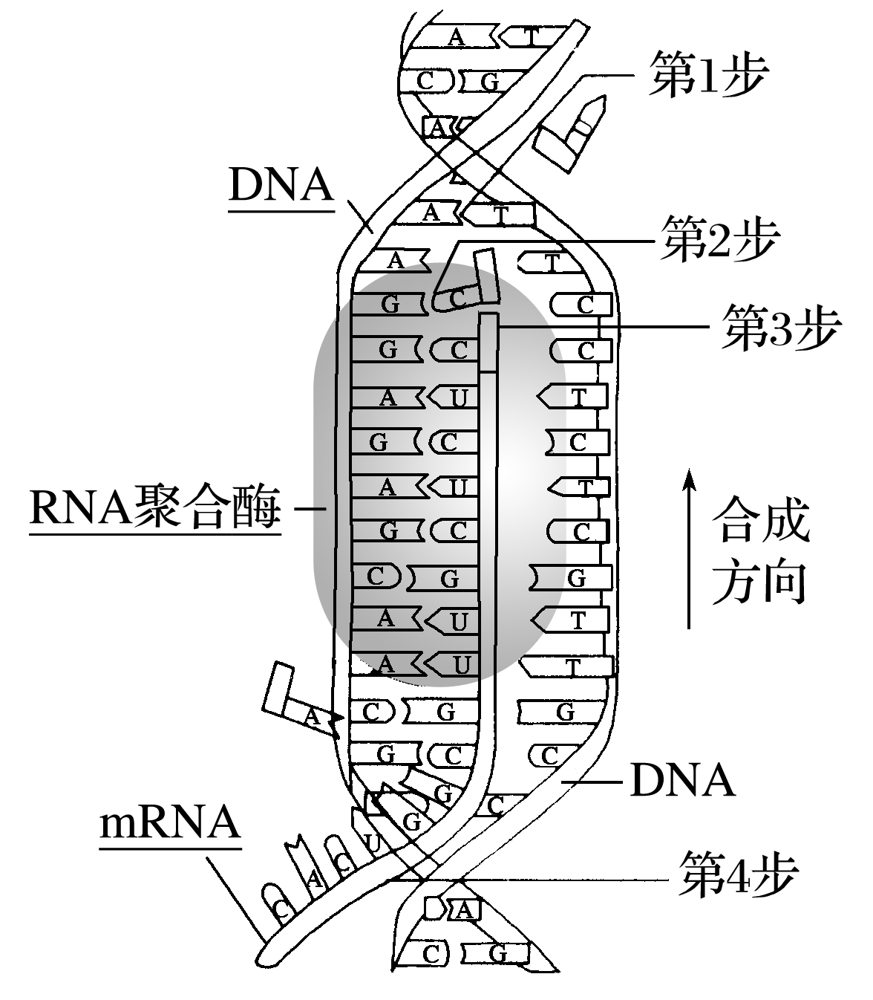 A T
第1步
C G
U
A
DNA
A T
第2步
A T
G C C
第3步
G C C
A U T
G C C
A U T
RNA聚合酶
G C C
合成
方向
C G G
A U T
A U T
A
C G G
G C C
G
C
DNA
mRNA
G
U
C
A
C
第4步
A
C G